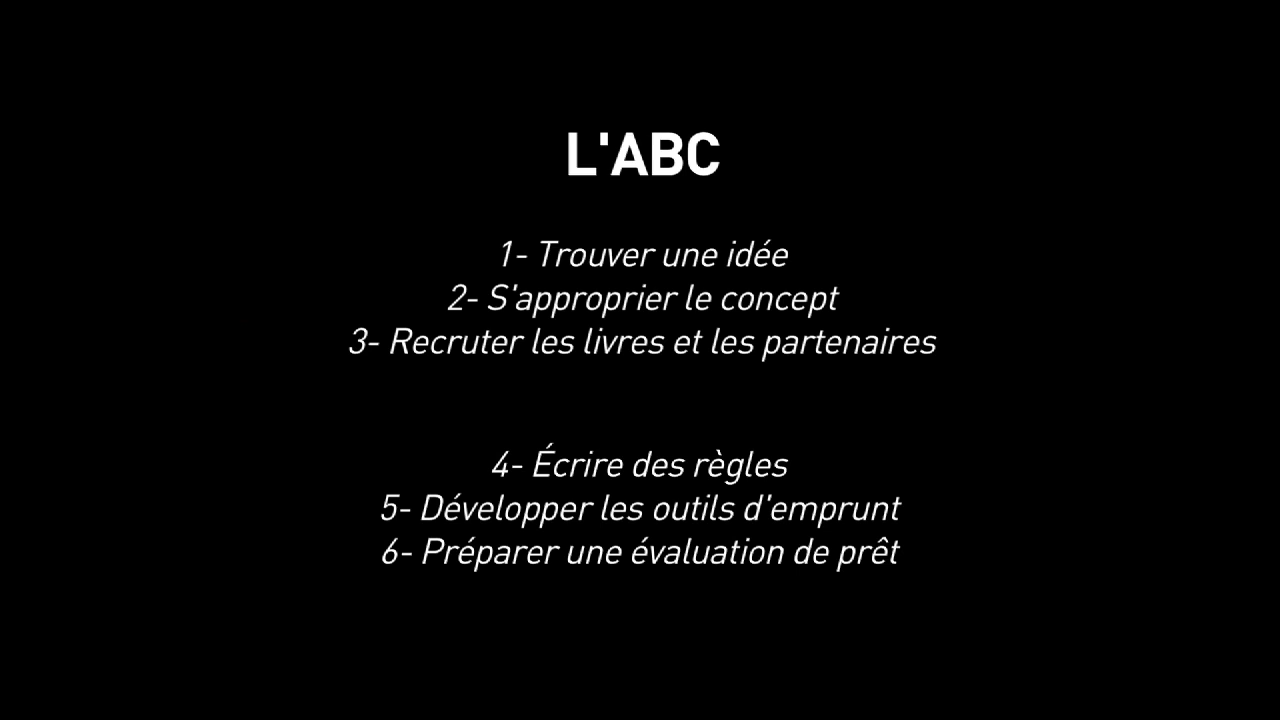 L'ABC
1- Trouver une idée
2- S'approprier le concept
3- Recruter les livres et les partenaires
4- Écrire des règles
5- Développer les outils d'emprunt
6- Préparer une évaluation de prêt